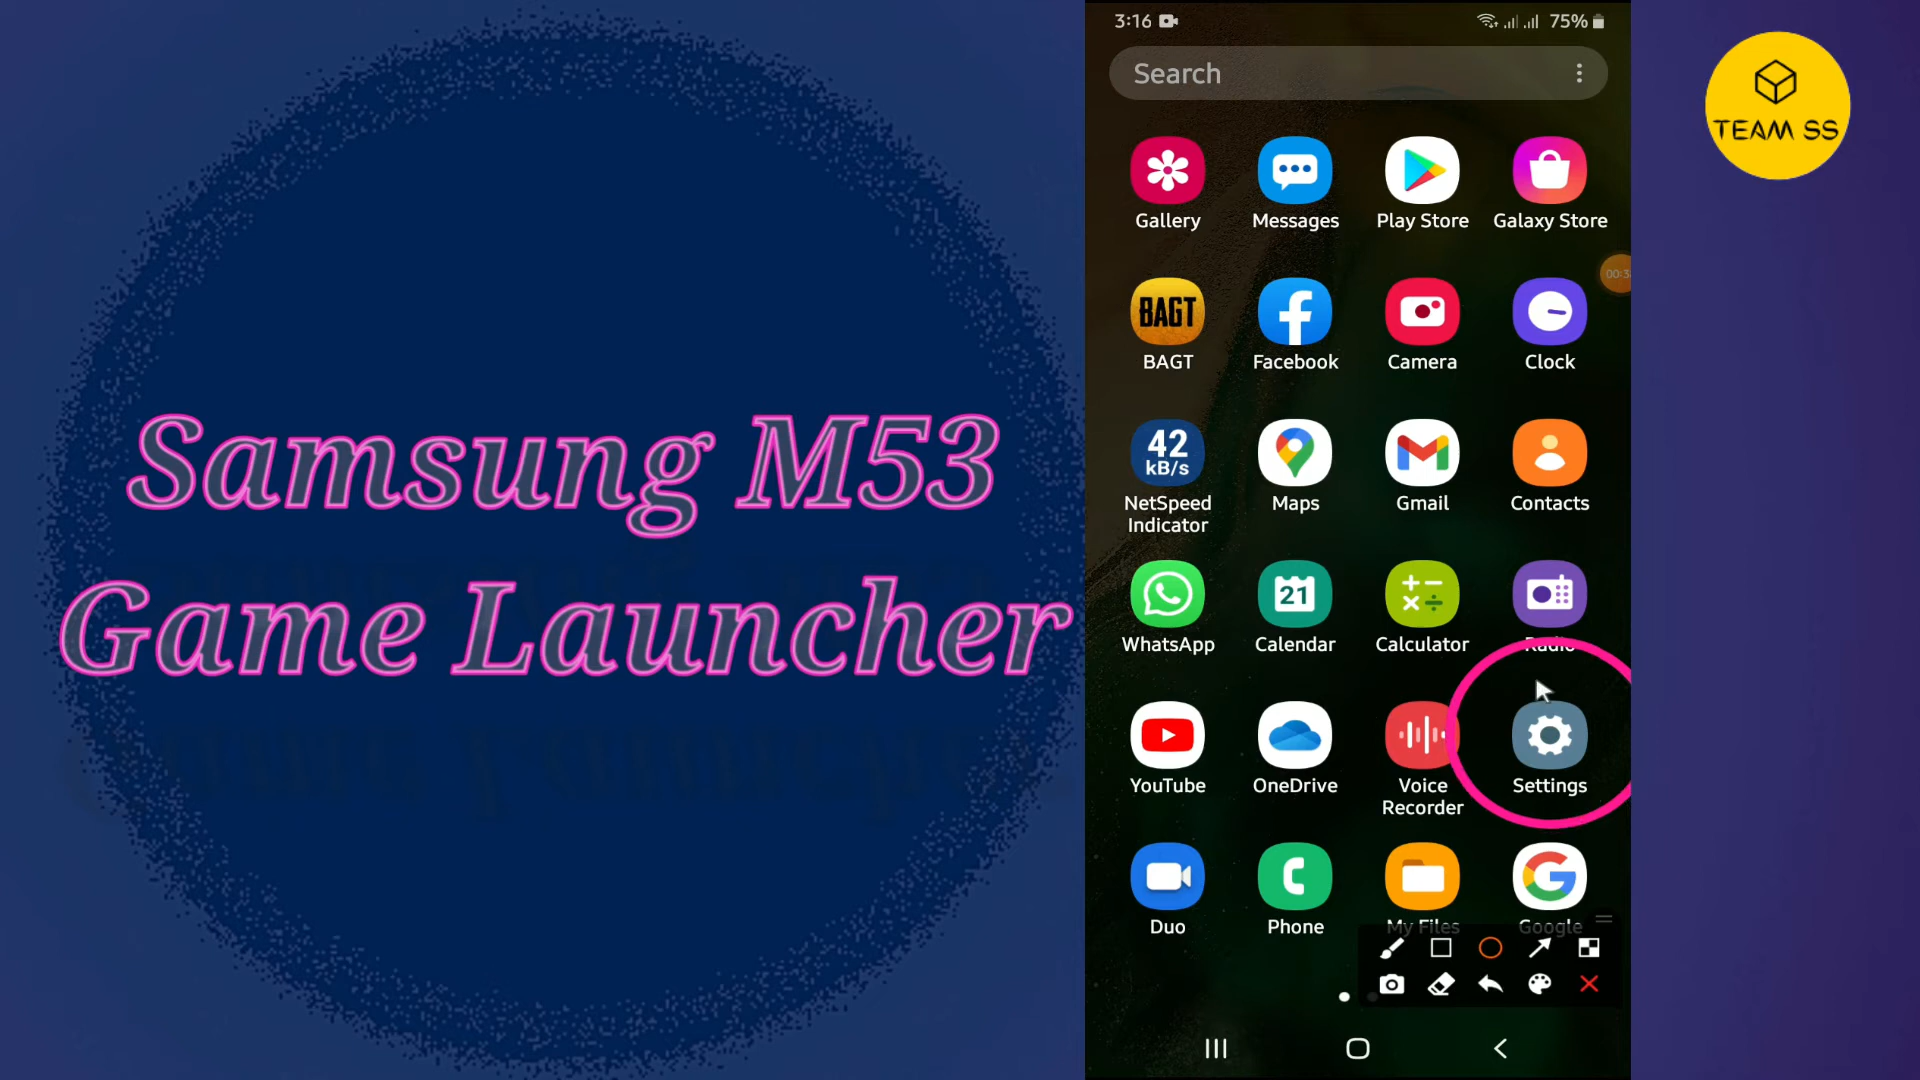 Samsung M53
Game Launcher
3:16
75%
TEAM SS
Search
Gallery
Messages
Play Store
Galaxy Store
BAGT
BAGT
Facebook
Camera
Clock
42
kB/s
NetSpeed
Indicator
Maps
Gmail
Contacts
WhatsApp
21
Calendar
Calculator
Radio
YouTube
OneDrive
Voice
Recorder
Settings
Duo
Phone
My Files
Google